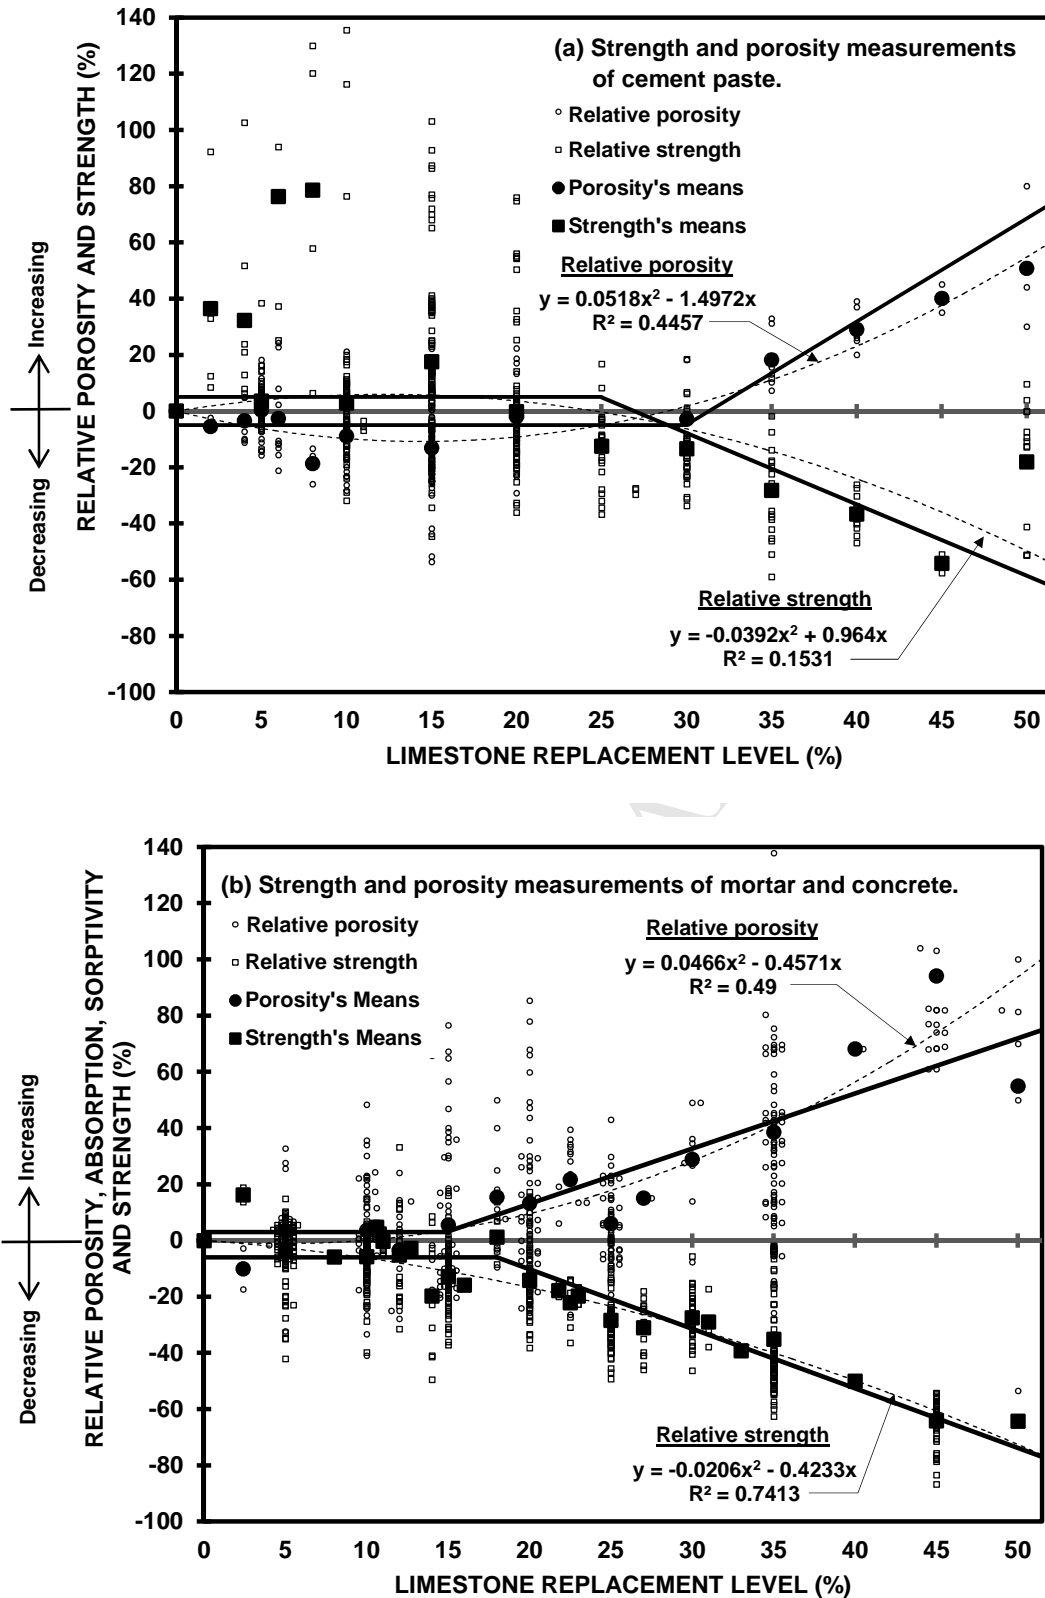 (a) Strength and porosity measurements
of cement paste.
Relative porosity
Relative strength
Porosity's means
Strength's means
Relative porosity
y = 0.0518x² - 1.4972x
R² = 0.4457
Relative strength
y = -0.0392x² + 0.964x
R² = 0.1531
RELATIVE POROSITY AND STRENGTH (%)
Increasing
Decreasing
140
120
100
80
60
40
20
0
-20
-40
-60
-80
-100
0 5 10 15 20 25 30 35 40 45 50
LIMESTONE REPLACEMENT LEVEL (%)
(b) Strength and porosity measurements of mortar and concrete.
Relative porosity
Relative strength
Porosity's Means
Strength's Means
Relative porosity
y = 0.0466x² - 0.4571x
R² = 0.49
Relative strength
y = -0.0206x² - 0.4233x
R² = 0.7413
RELATIVE POROSITY, ABSORPTION, SORPTIVITY
AND STRENGTH (%)
Increasing
Decreasing
140
120
100
80
60
40
20
0
-20
-40
-60
-80
-100
0 5 10 15 20 25 30 35 40 45 50
LIMESTONE REPLACEMENT LEVEL (%)